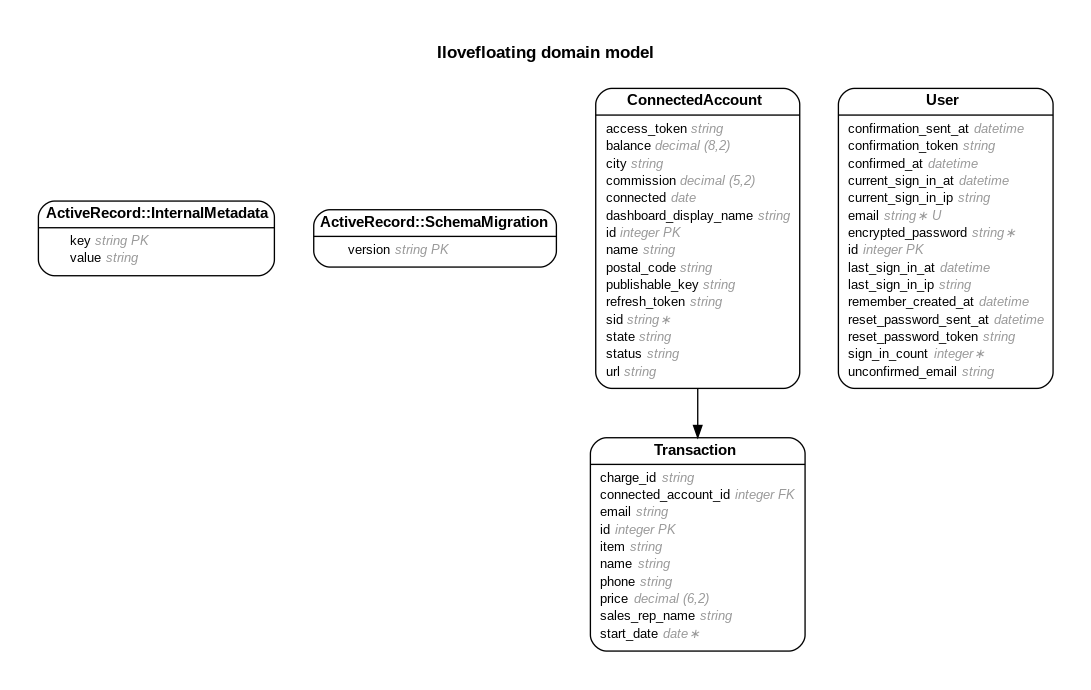 Ilovefloating domain model
ActiveRecord::InternalMetadata
key string PK
value string
ActiveRecord::SchemaMigration
version string PK
ConnectedAccount
access_token string
balance decimal (8,2)
city string
commission decimal (5,2)
connected date
dashboard_display_name string
id integer PK
name string
postal_code string
publishable_key string
refresh_token string
sid string∗
state string
status string
url string
User
confirmation_sent_at datetime
confirmation_token string
confirmed_at datetime
current_sign_in_at datetime
current_sign_in_ip string
email string∗ U
encrypted_password string∗
id integer PK
last_sign_in_at datetime
last_sign_in_ip string
remember_created_at datetime
reset_password_sent_at datetime
reset_password_token string
sign_in_count integer∗
unconfirmed_email string
Transaction
charge_id string
connected_account_id integer FK
email string
id integer PK
item string
name string
phone string
price decimal (6,2)
sales_rep_name string
start_date date∗